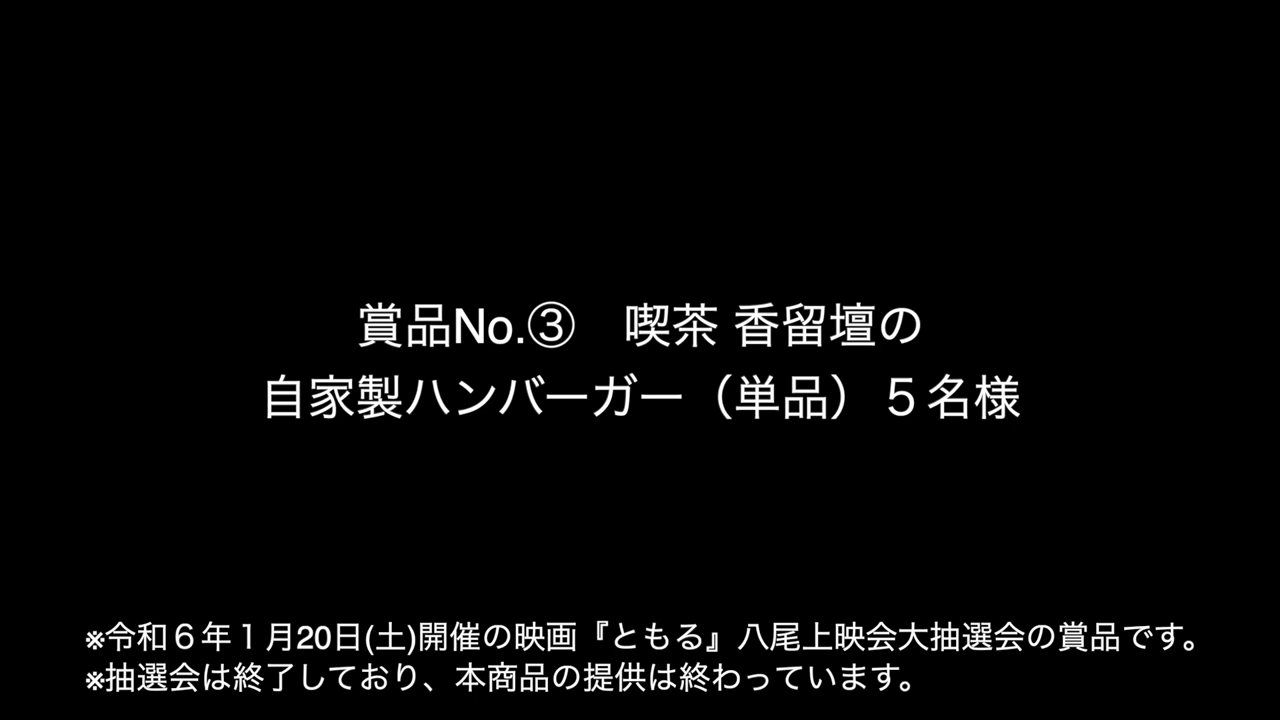 賞品No.③　喫茶 香留壇の
自家製ハンバーガー（単品）５名様
※令和６年１月20日(土)開催の映画『ともる』八尾上映会大抽選会の賞品です。
※抽選会は終了しており、本商品の提供は終わっています。